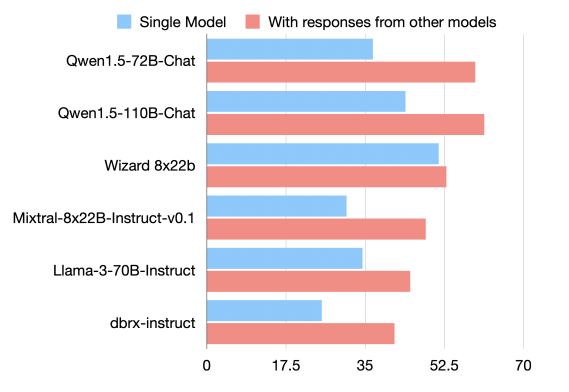 Single Model With responses from other models
Qwen1.5-72B-Chat
Qwen1.5-110B-Chat
Wizard 8x22b
Mixtral-8x22B-Instruct-v0.1
Llama-3-70B-Instruct
dbrx-instruct
0 17.5 35 52.5 70